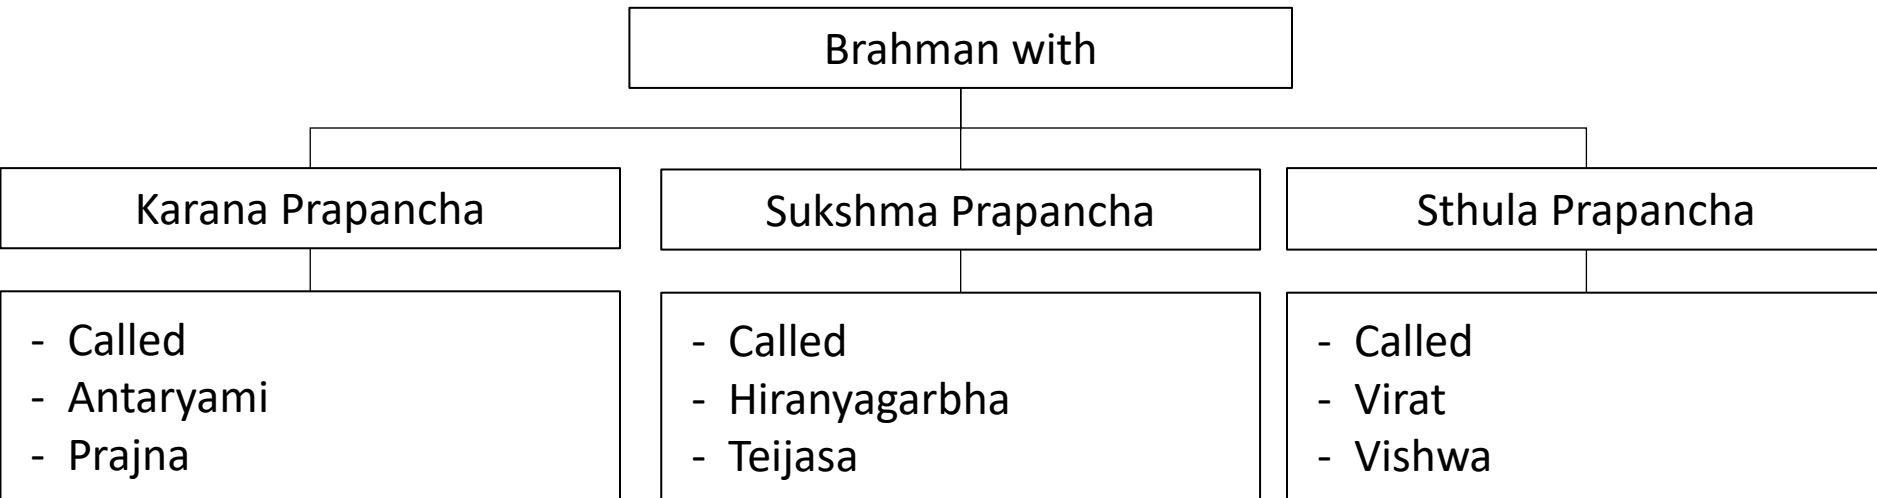 Brahman with
Karana Prapancha
Sukshma Prapancha
Sthula Prapancha
- Called
- Antaryami
- Prajna
- Called
- Hiranyagarbha
- Teijasa
- Called
- Virat
- Vishwa